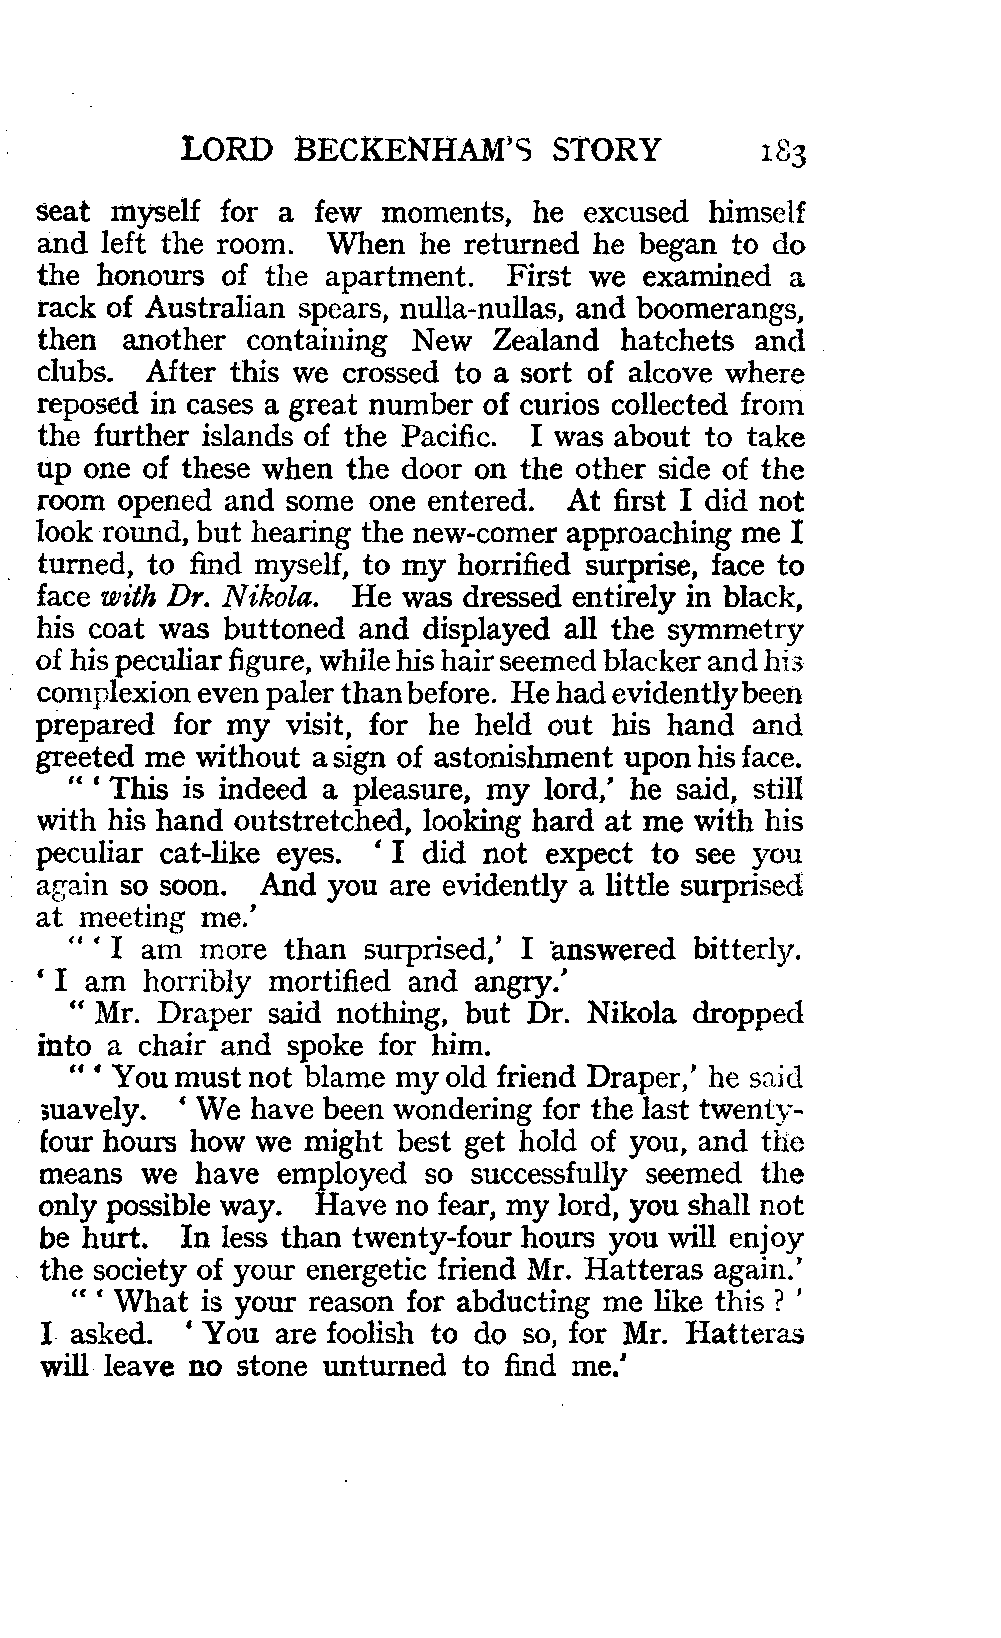 LORD BECKENHAM'S STORY 183
seat myself for a few moments, he excused himself
and left the room. When he returned he began to do
the honours of the apartment. First we examined a
rack of Australian spears, nulla-nullas, and boomerangs,
then another containing New Zealand hatchets and
clubs. After this we crossed to a sort of alcove where
reposed in cases a great number of curios collected from
the further islands of the Pacific. I was about to take
up one of these when the door on the other side of the
room opened and some one entered. At first I did not
look round, but hearing the new-comer approaching me I
turned, to find myself, to my horrified surprise, face to
face with Dr. Nikola. He was dressed entirely in black,
his coat was buttoned and displayed all the symmetry
of his peculiar figure, while his hair seemed blacker and his
complexion even paler than before. He had evidently been
prepared for my visit, for he held out his hand and
greeted me without a sign of astonishment upon his face.
" ' This is indeed a pleasure, my lord,' he said, still
with his hand outstretched, looking hard at me with his
peculiar cat-like eyes. ' I did not expect to see you
again so soon. And you are evidently a little surprised
at meeting me.'
" ' I am more than surprised,' I answered bitterly.
' I am horribly mortified and angry.'
" Mr. Draper said nothing, but Dr. Nikola dropped
into a chair and spoke for him.
" ' You must not blame my old friend Draper,' he said
suavely. ' We have been wondering for the last twenty-
four hours how we might best get hold of you, and the
means we have employed so successfully seemed the
only possible way. Have no fear, my lord, you shall not
be hurt. In less than twenty-four hours you will enjoy
the society of your energetic friend Mr. Hatteras again.'
" ' What is your reason for abducting me like this ? '
I asked. ' You are foolish to do so, for Mr. Hatteras
will leave no stone unturned to find me.'